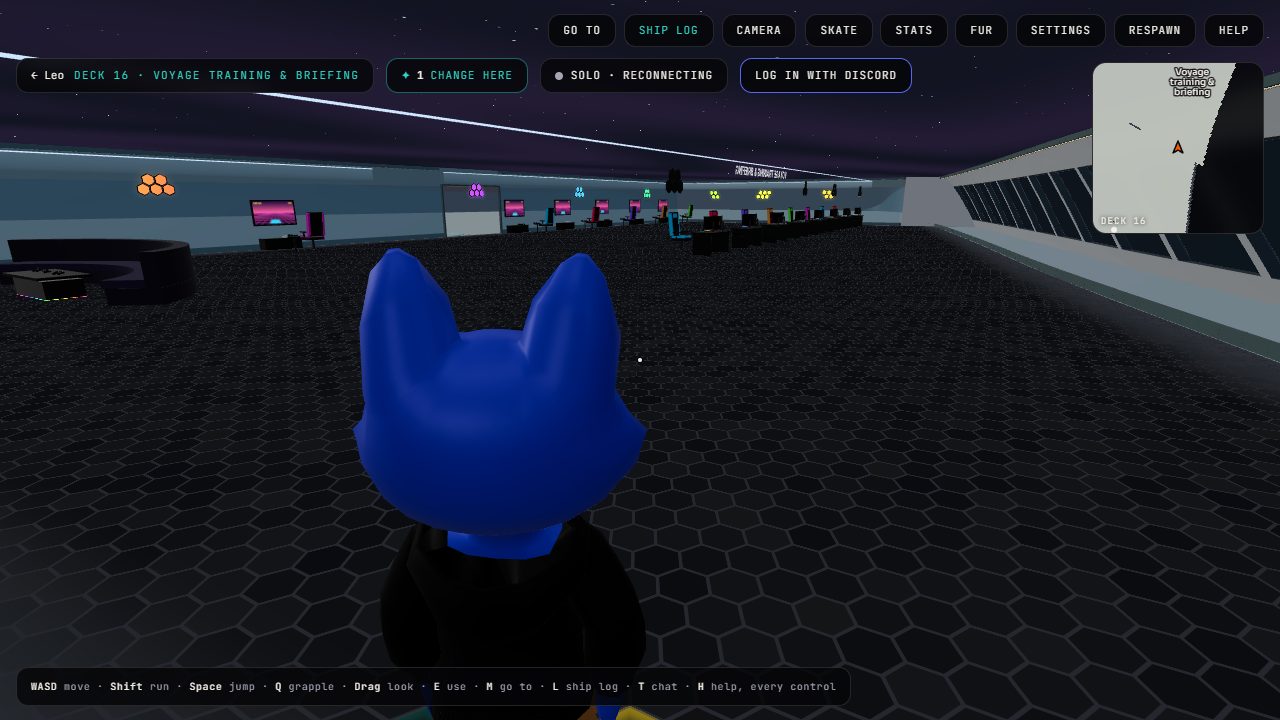 GO TO
SHIP LOG
CAMERA
SKATE
STATS
FUR
SETTINGS
RESPAWN
HELP
← Leo DECK 16 · VOYAGE TRAINING & BRIEFING
✦ 1 CHANGE HERE
SOLO · RECONNECTING
LOG IN WITH DISCORD
Voyage
training &
briefing
DECK 16
WASD move · Shift run · Space jump · Q grapple · Drag look · E use · M go to · L ship log · T chat · H help, every control